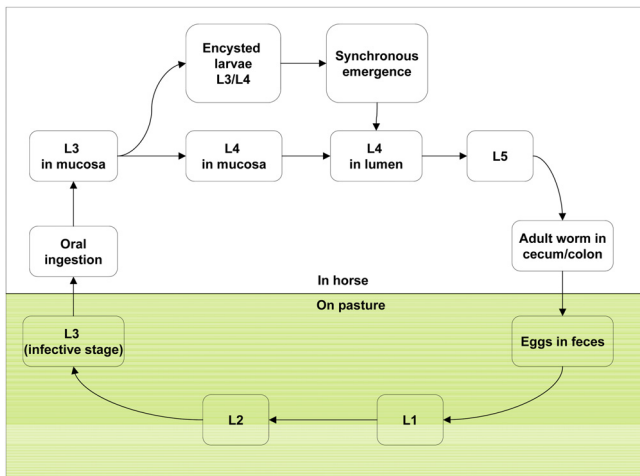 Encysted
larvae
L3/L4
Synchronous
emergence
L3
in mucosa
L4
in mucosa
L4
in lumen
L5
Oral
ingestion
Adult worm in
cecum/colon
In horse
On pasture
L3
(infective stage)
Eggs in feces
L2
L1